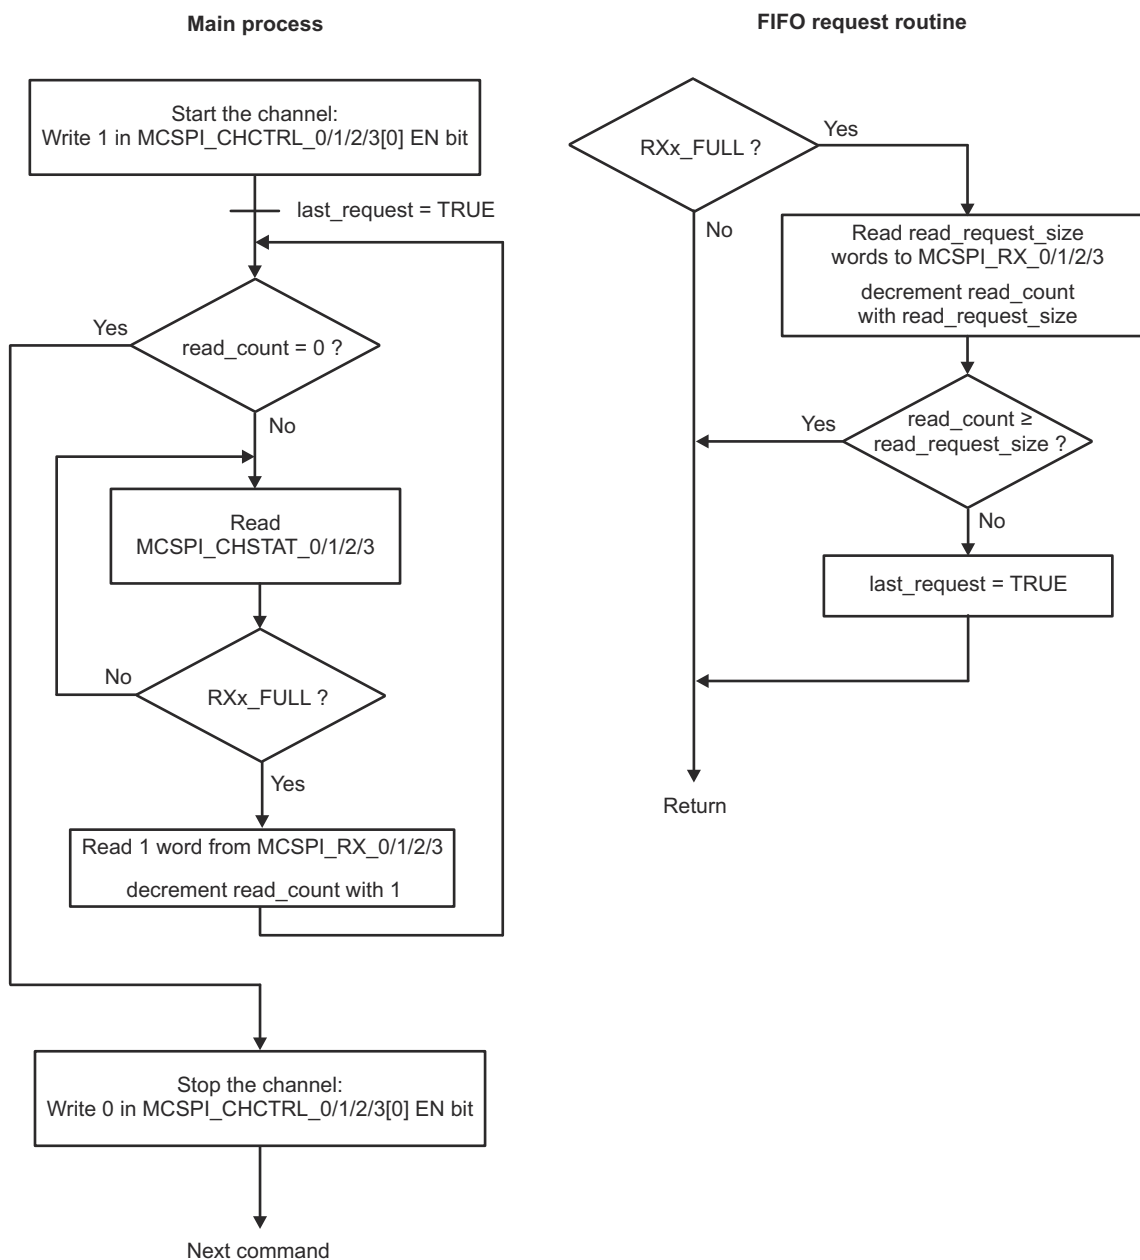 Main process
Start the channel:
Write 1 in MCSPI_CHCTRL_0/1/2/3[0] EN bit
last_request = TRUE
Yes
read_count = 0 ?
No
Read
MCSPI_CHSTAT_0/1/2/3
No
RXx_FULL ?
Yes
Read 1 word from MCSPI_RX_0/1/2/3
decrement read_count with 1
Stop the channel:
Write 0 in MCSPI_CHCTRL_0/1/2/3[0] EN bit
Next command
FIFO request routine
RXx_FULL ?
Yes
No
Read read_request_size
words to MCSPI_RX_0/1/2/3
decrement read_count
with read_request_size
Yes
read_count ≥
read_request_size ?
No
last_request = TRUE
Return